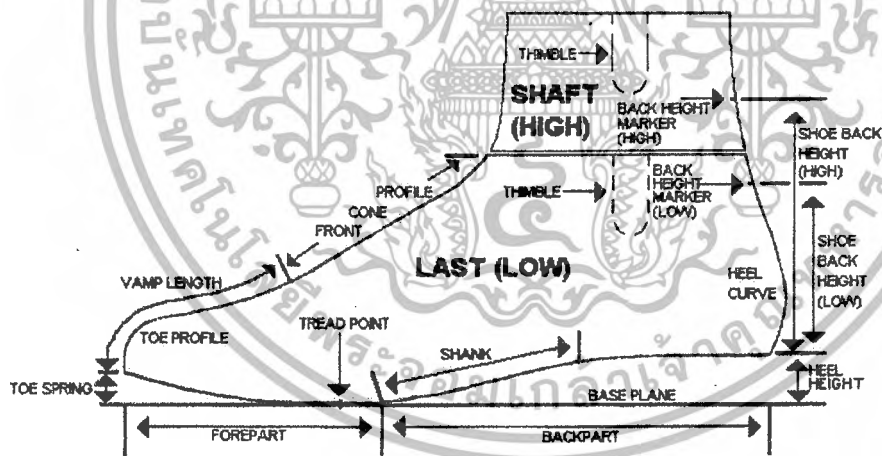 THIMBLE
SHAFT
(HIGH)
BACK HEIGHT
MARKER
(HIGH)
SHOE BACK
HEIGHT
(HIGH)
PROFILE
CONE
FRONT
THIMBLE
BACK
HEIGHT
MARKER
(LOW)
VAMP LENGTH
LAST (LOW)
HEEL
CURVE
SHOE
BACK
HEIGHT
(LOW)
TOE PROFILE
TREAD POINT
SHANK
TOE SPRING
BASE PLANE
HEEL
HEIGHT
FOREPART
BACKPART